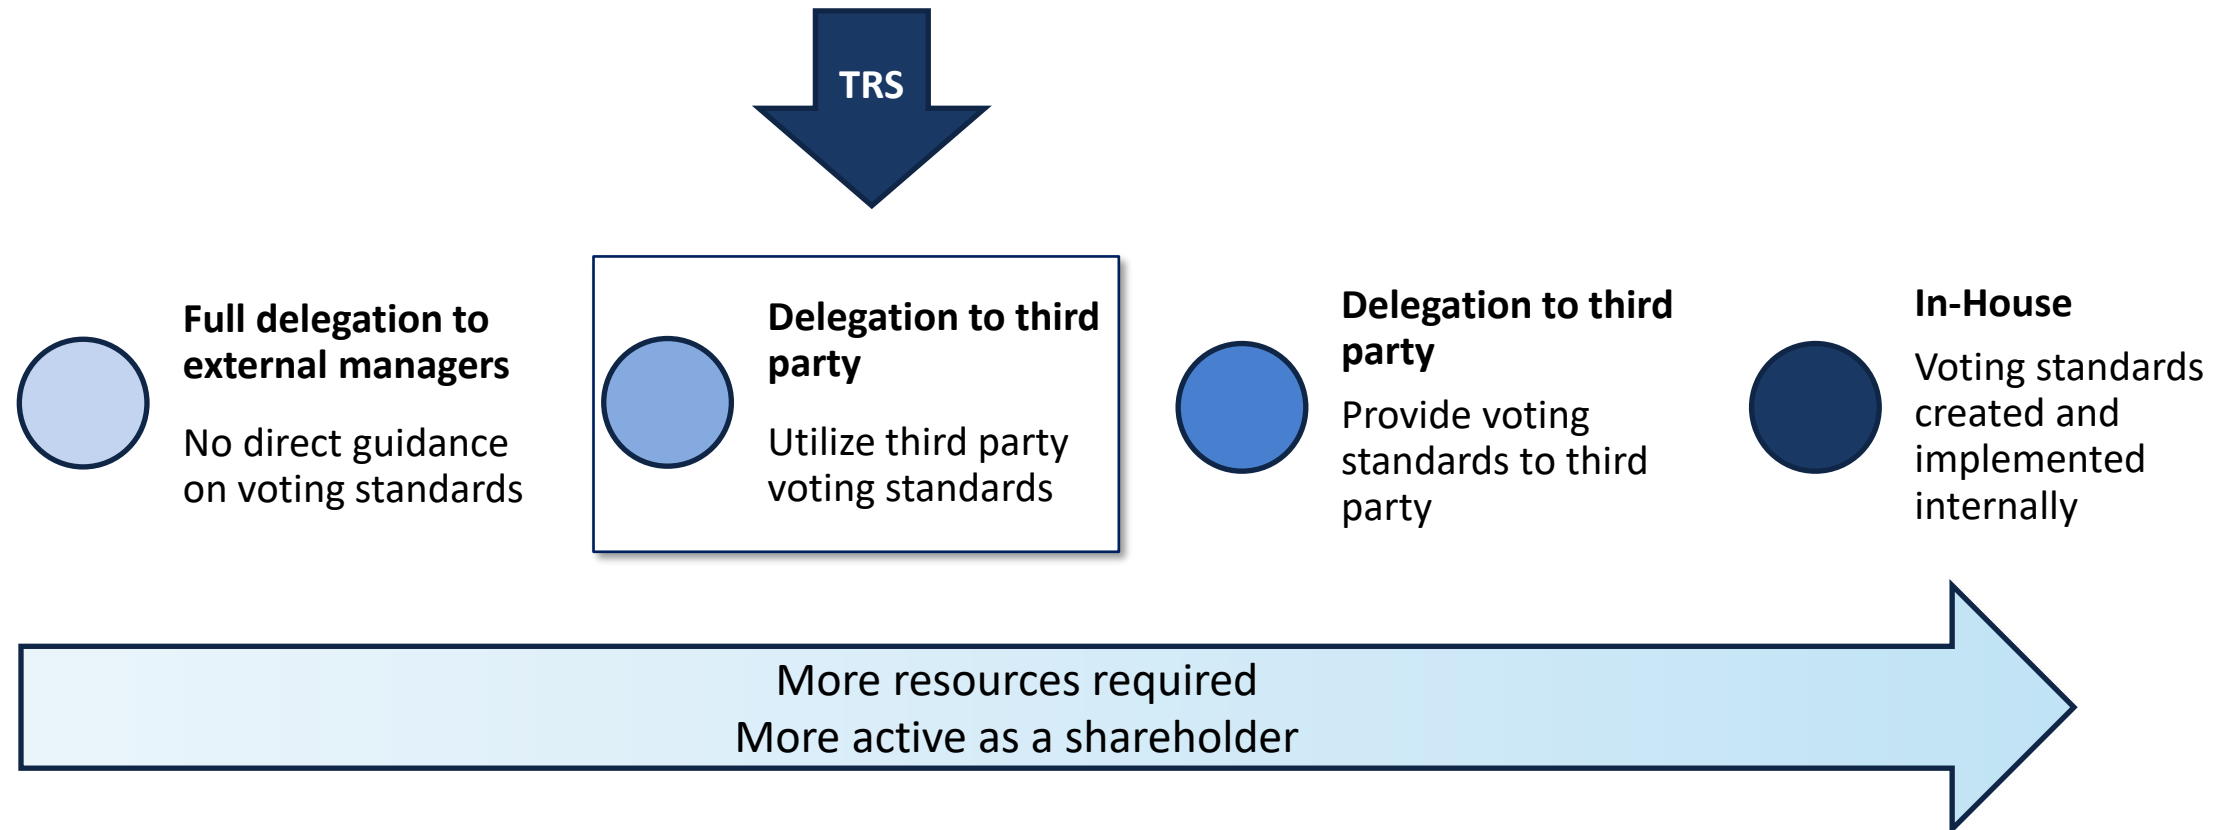 TRS
Full delegation to
external managers
No direct guidance
on voting standards
Delegation to third
party
Utilize third party
voting standards
Delegation to third
party
Provide voting
standards to third
party
In-House
Voting standards
created and
implemented
internally
More resources required
More active as a shareholder